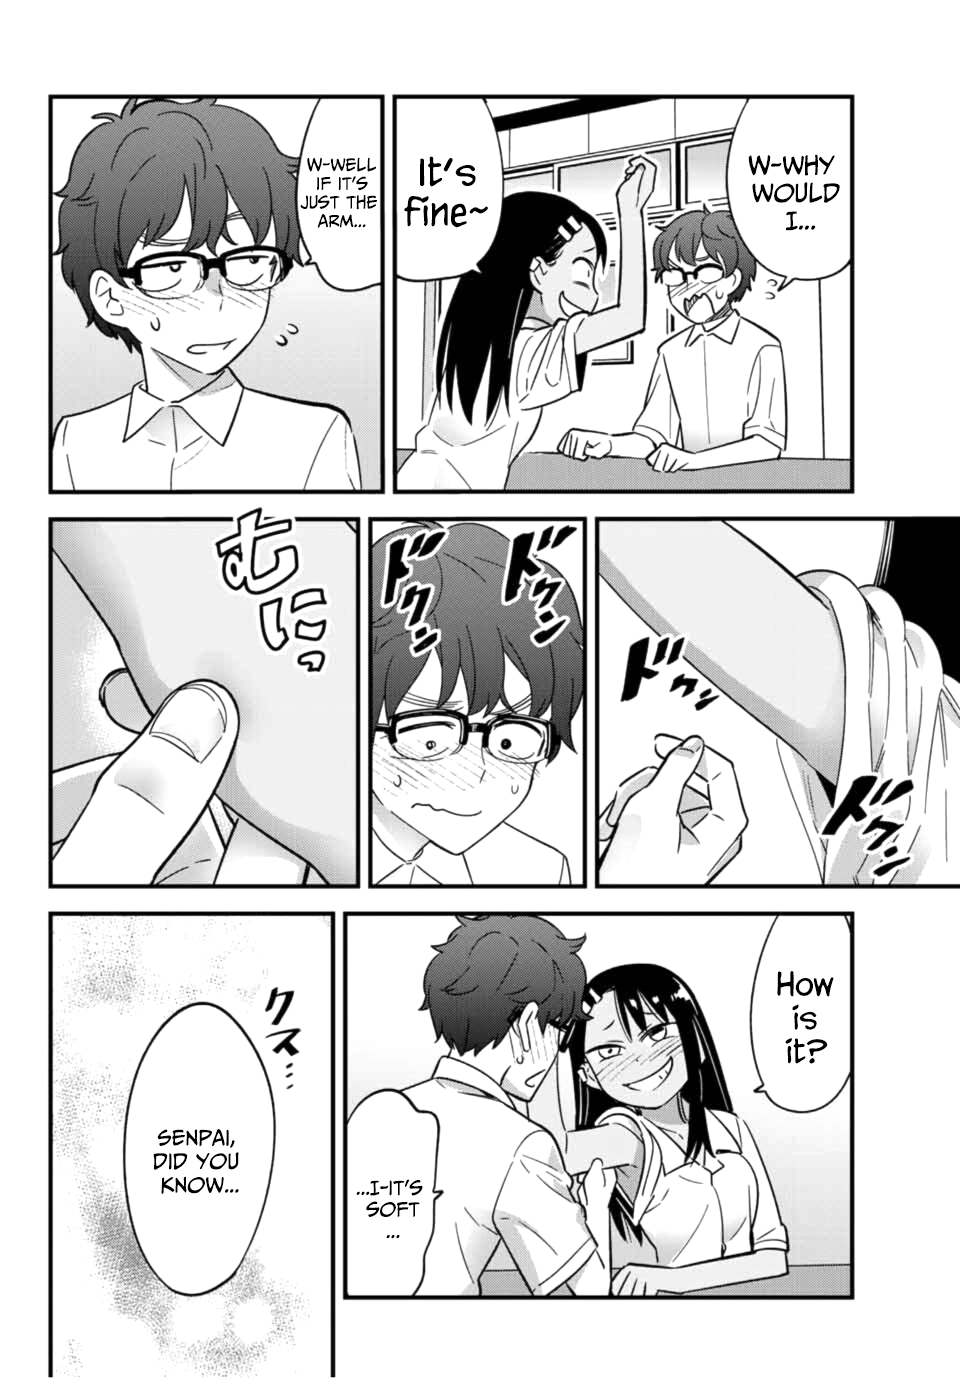 W-WHY
WOULD
I...
It's
fine~
W-WELL
IF IT'S
JUST THE
ARM...
ドクン
ドクン
ドクン
ドクン
むにっ
How
is
it?
...I-IT'S
SOFT
...
クス...
SENPAI,
DID YOU
KNOW...